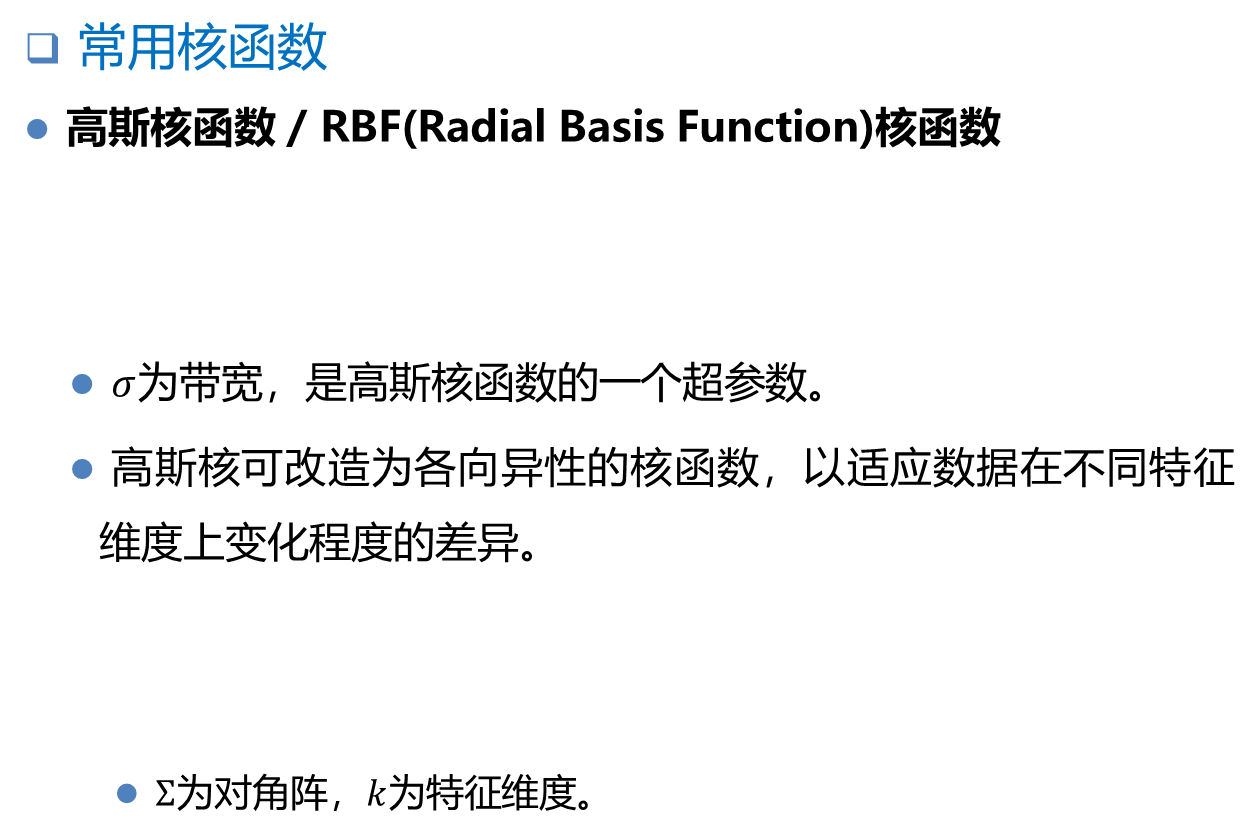 常用核函数
高斯核函数 / RBF(Radial Basis Function)核函数
σ为带宽，是高斯核函数的一个超参数。
高斯核可改造为各向异性的核函数，以适应数据在不同特征
维度上变化程度的差异。
Σ为对角阵，k为特征维度。